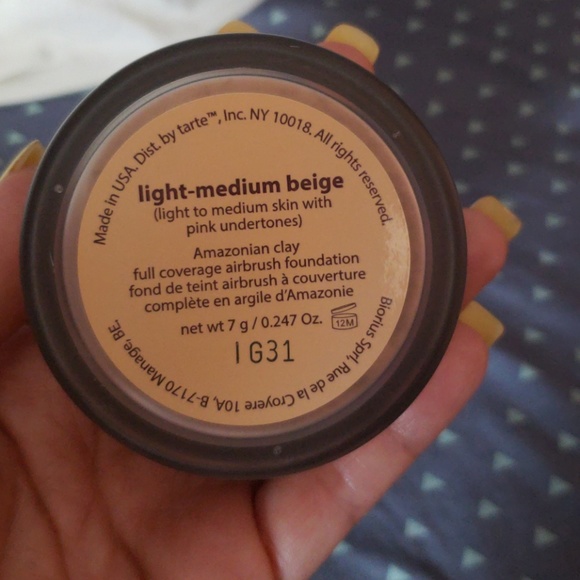 Made in USA. Dist. by tarte™, Inc. NY 10018. All rights reserved.
light-medium beige
(light to medium skin with
pink undertones)
Amazonian clay
full coverage airbrush foundation
fond de teint airbrush à couverture
complète en argile d'Amazonie
net wt 7 g / 0.247 Oz.
12M
IG31
Biorius Sprl, Rue de la Croyere 10A, B-7170 Manage, BE.